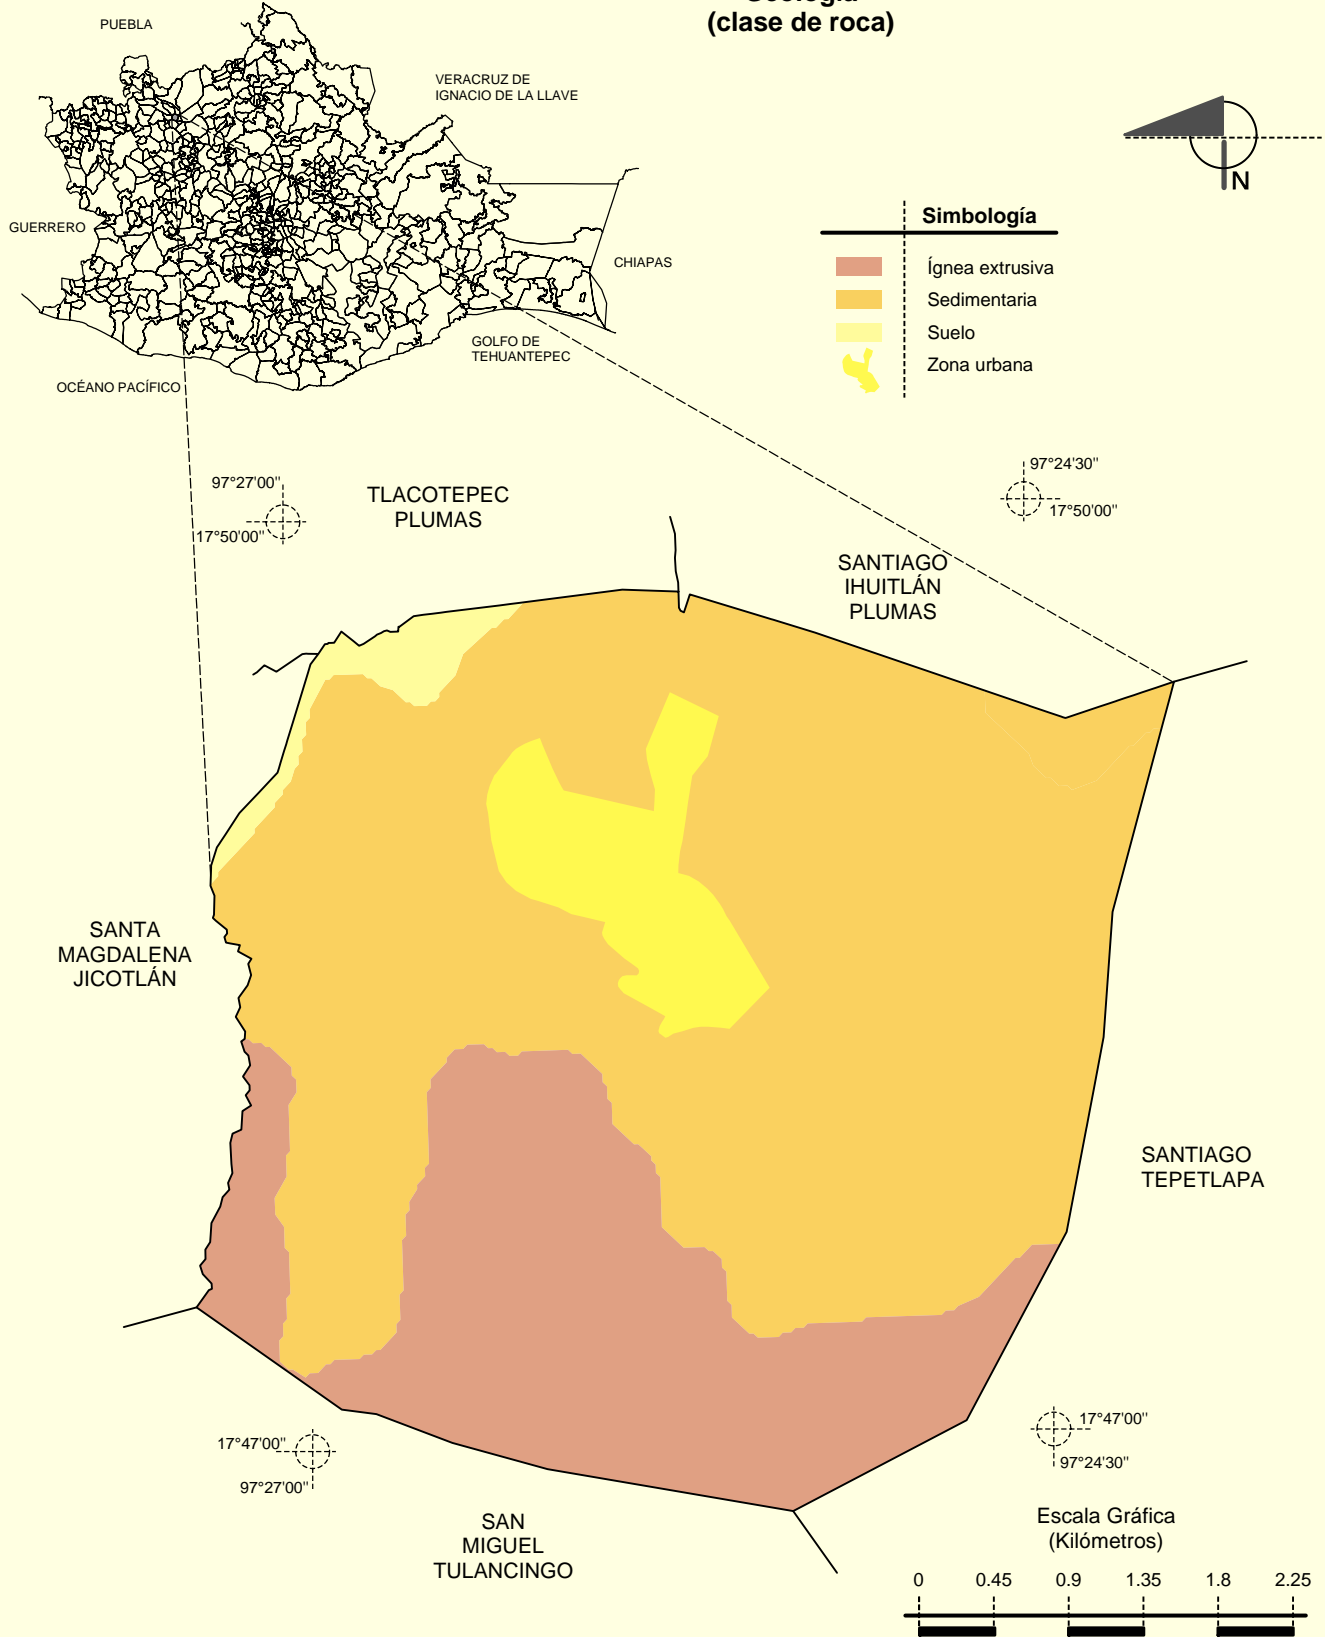 (clase de roca)
PUEBLA
VERACRUZ DE
IGNACIO DE LA LLAVE
GUERRERO
CHIAPAS
GOLFO DE
TEHUANTEPEC
OCÉANO PACÍFICO
N
Simbología
Ígnea extrusiva
Sedimentaria
Suelo
Zona urbana
97°27'00"
17°50'00"
97°24'30"
17°50'00"
TLACOTEPEC
PLUMAS
SANTIAGO
IHUITLÁN
PLUMAS
SANTA
MAGDALENA
JICOTLÁN
SANTIAGO
TEPETLAPA
17°47'00"
97°27'00"
17°47'00"
97°24'30"
SAN
MIGUEL
TULANCINGO
Escala Gráfica
(Kilómetros)
0 0.45 0.9 1.35 1.8 2.25